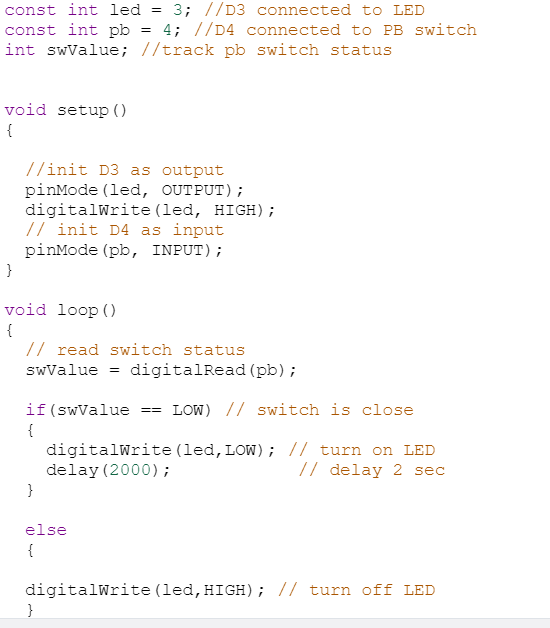 const int led = 3; //D3 connected to LED
const int pb = 4; //D4 connected to PB switch
int swValue; //track pb switch status
void setup()
{
//init D3 as output
pinMode(led, OUTPUT);
digitalWrite(led, HIGH);
// init D4 as input
pinMode(pb, INPUT);
}
void loop()
{
// read switch status
swValue = digitalRead(pb);
if(swValue == LOW) // switch is close
{
digitalWrite(led,LOW); // turn on LED
delay(2000); // delay 2 sec
}
else
{
digitalWrite(led,HIGH); // turn off LED
}